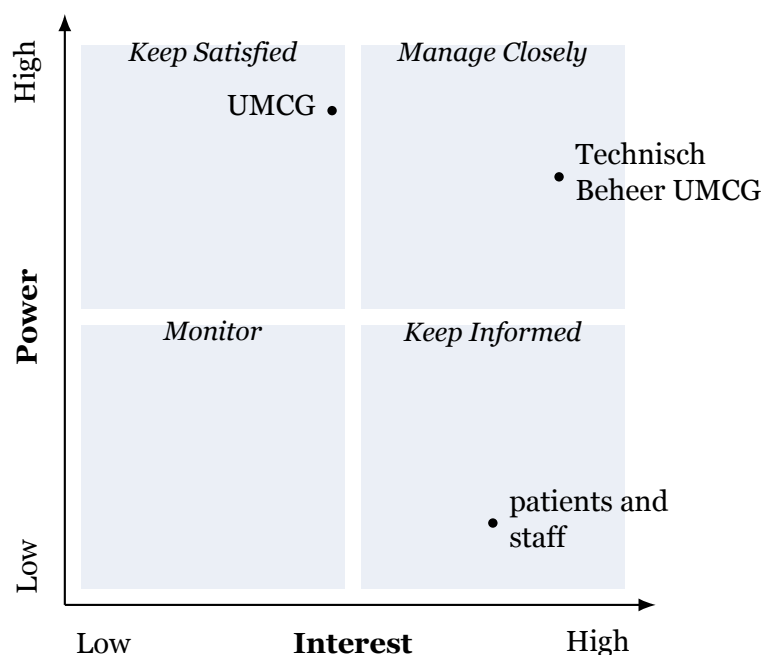 High
Keep Satisfied
Manage Closely
UMCG
Technisch
Beheer UMCG
Power
Monitor
Keep Informed
patients and
staff
Low
Low
Interest
High